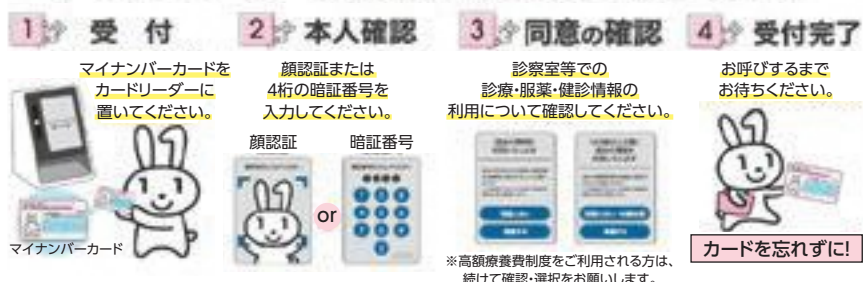 1 受付
マイナンバーカードを
カードリーダーに
置いてください。
マイナンバーカード
2 本人確認
顔認証または
4桁の暗証番号を
入力してください。
顔認証
or
暗証番号
3 同意の確認
診察室等での
診療・服薬・健診情報の
利用について確認してください。
※高額療養費制度をご利用される方は、
続けて確認・選択をお願いします。
4 受付完了
お呼びするまで
お待ちください。
カードを忘れずに!